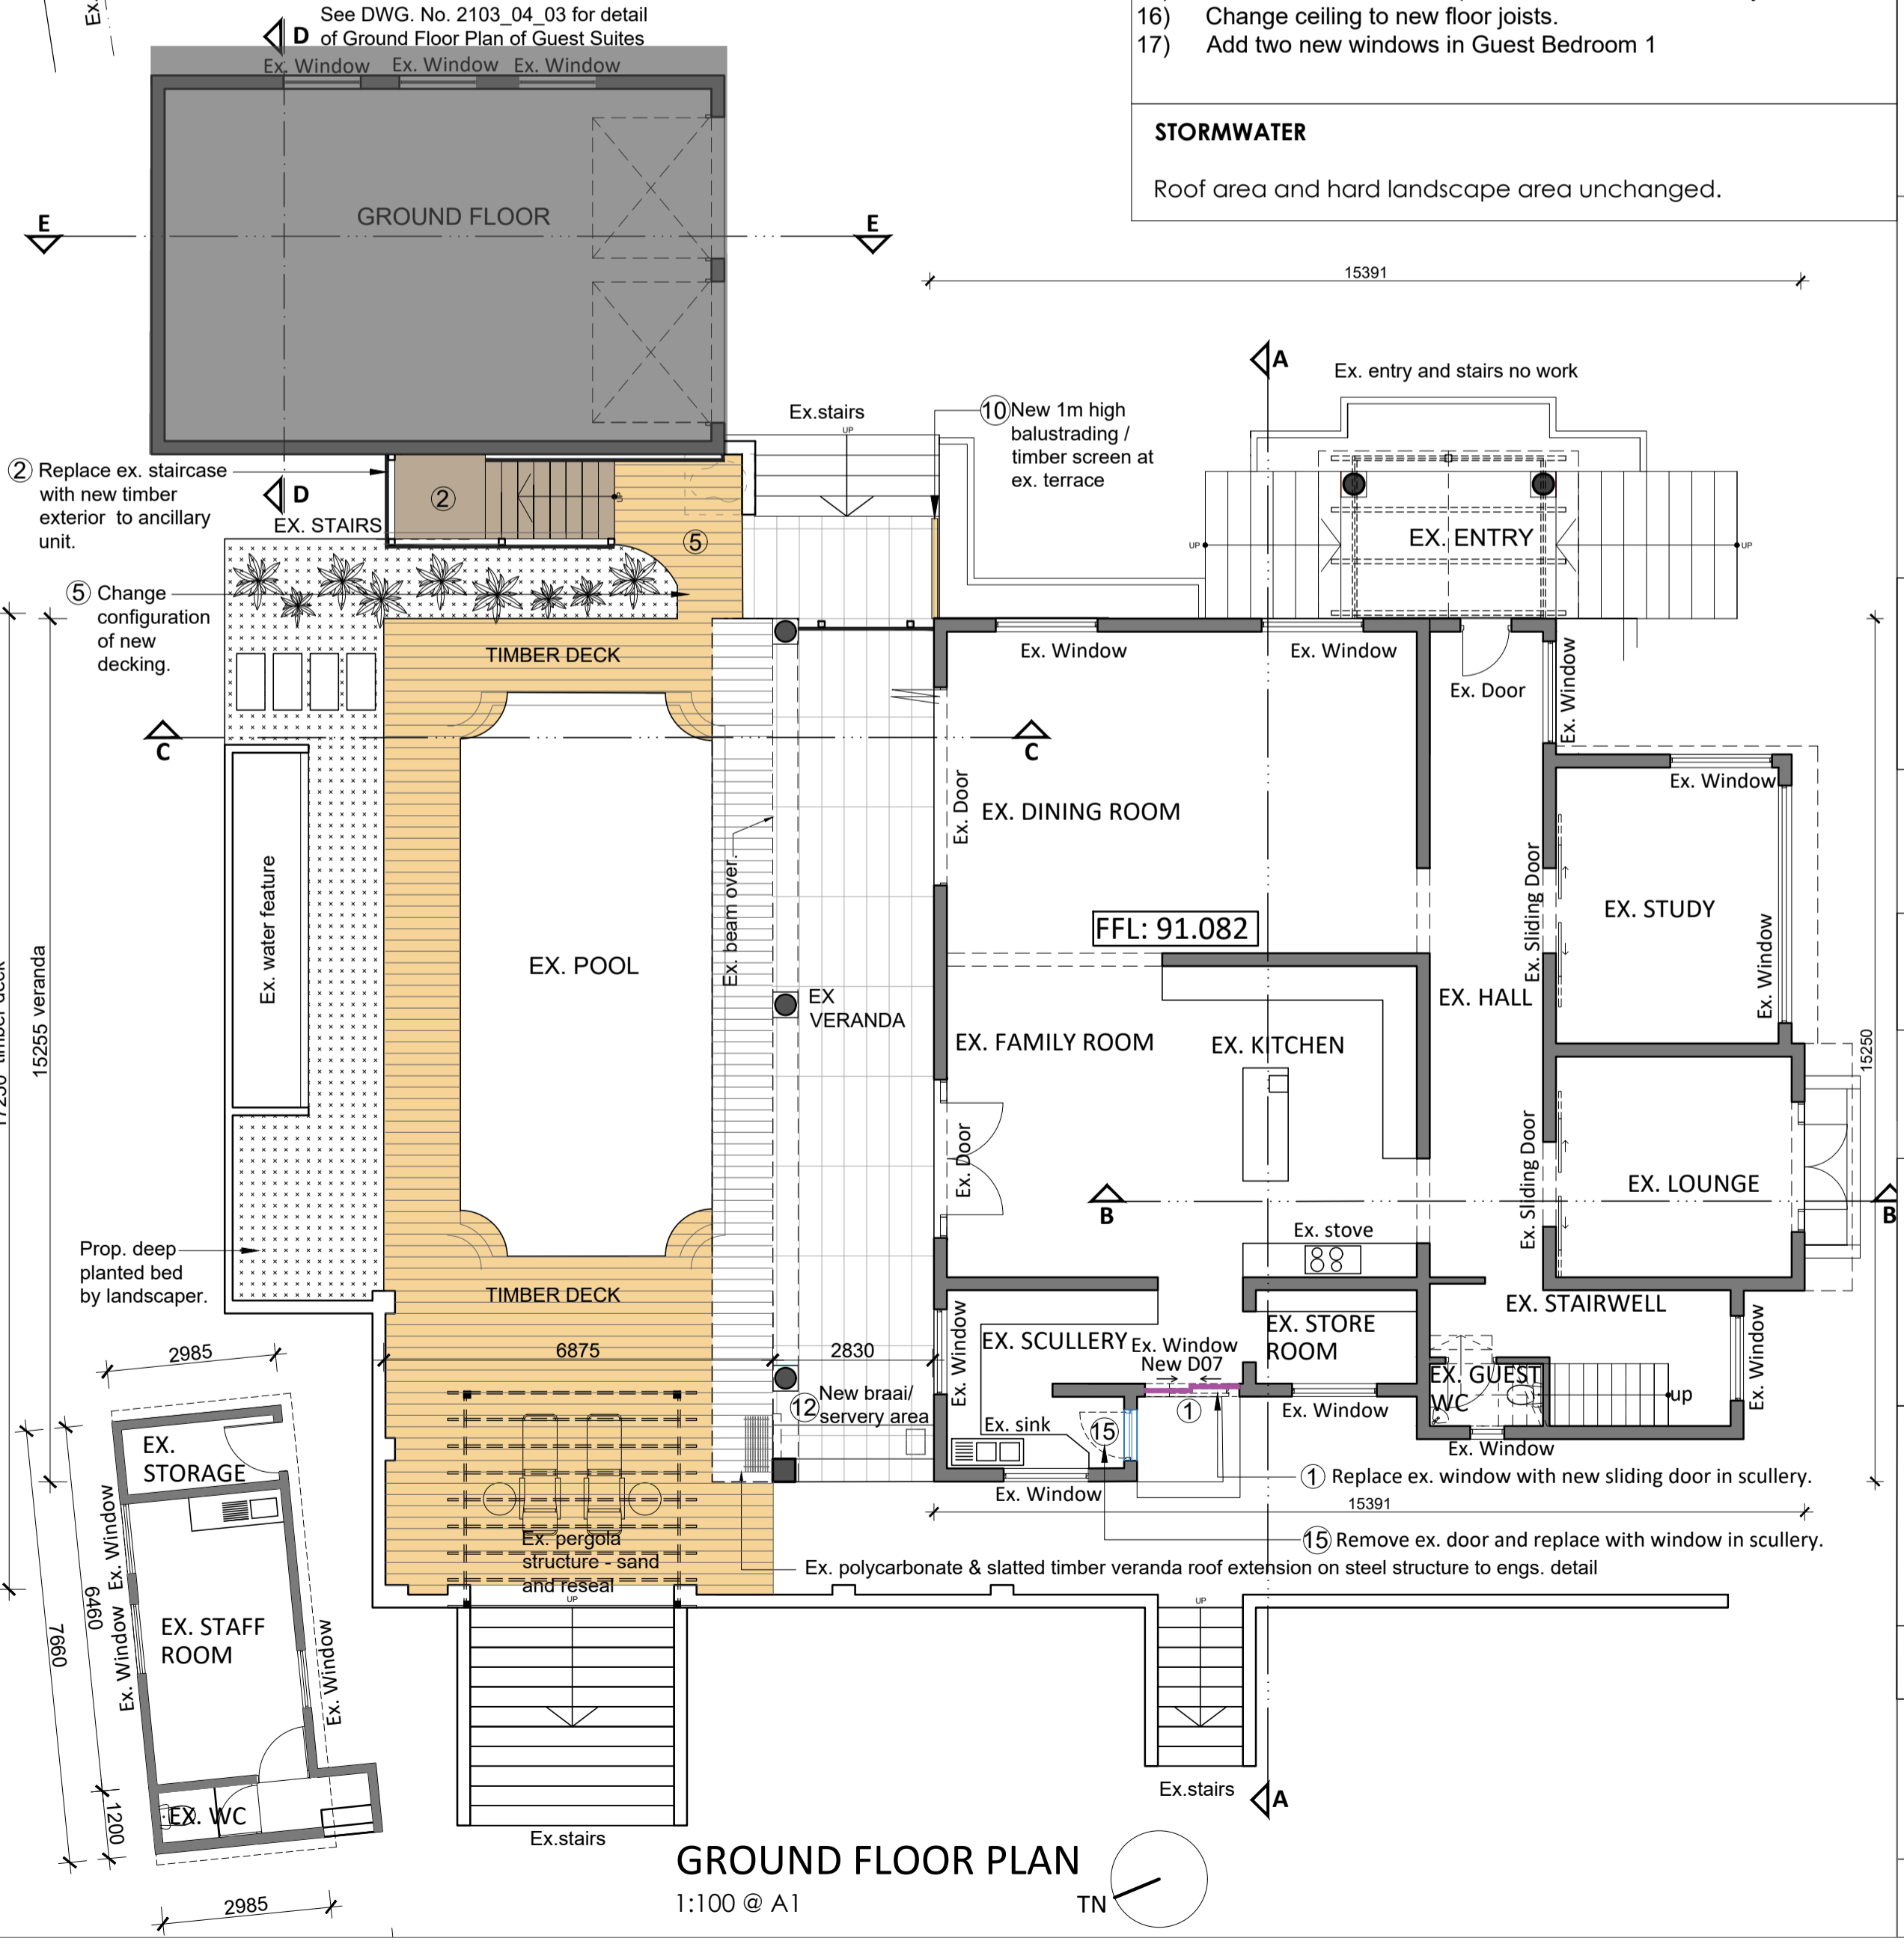 See DWG. No. 2103_04_03 for detail
of Ground Floor Plan of Guest Suites
D
Ex.
16) Change ceiling to new floor joists.
17) Add two new windows in Guest Bedroom 1
STORMWATER
Roof area and hard landscape area unchanged.
Ex. Window
Ex. Window
Ex. Window
GROUND FLOOR
E
E
15391
A
Ex. entry and stairs no work
Ex.stairs
UP
10 New 1m high
balustrading /
timber screen at
ex. terrace
2 Replace ex. staircase
with new timber
exterior to ancillary
unit.
D
EX. STAIRS
2
UP
5
UP
EX. ENTRY
UP
5 Change
configuration
of new
decking.
TIMBER DECK
Ex. Window
Ex. Window
Ex. Door
Ex. Window
C
C
Ex. Window
Ex. Door
EX. DINING ROOM
Ex. water feature
Ex. beam over.
EX. POOL
FFL: 91.082
Ex. Sliding Door
EX. STUDY
Ex. Window
15255 veranda
EX
VERANDA
EX. HALL
EX. FAMILY ROOM
EX. KITCHEN
15250
Ex. Door
Ex. Sliding Door
EX. LOUNGE
B
B
Ex. stove
Prop. deep
planted bed
by landscaper.
TIMBER DECK
EX. STAIRWELL
Ex. Window
EX. SCULLERY
Ex. Window
New D07
EX. STORE
ROOM
Ex. Window
6875
2830
2985
12 New braai/
servery area
1
Ex. Window
EX. GUEST
WC
up
Ex. sink
15
Ex. Window
EX.
STORAGE
Ex. Window
1 Replace ex. window with new sliding door in scullery.
15391
Ex. pergola
structure - sand
and reseal
UP
15 Remove ex. door and replace with window in scullery.
Ex. polycarbonate & slatted timber veranda roof extension on steel structure to engs. detail
UP
Ex. Window
Ex. Window
Ex. Window
EX. STAFF
ROOM
6460
7660
1200
EX. WC
2985
Ex.stairs
Ex.stairs
A
GROUND FLOOR PLAN
1:100 @ A1
TN